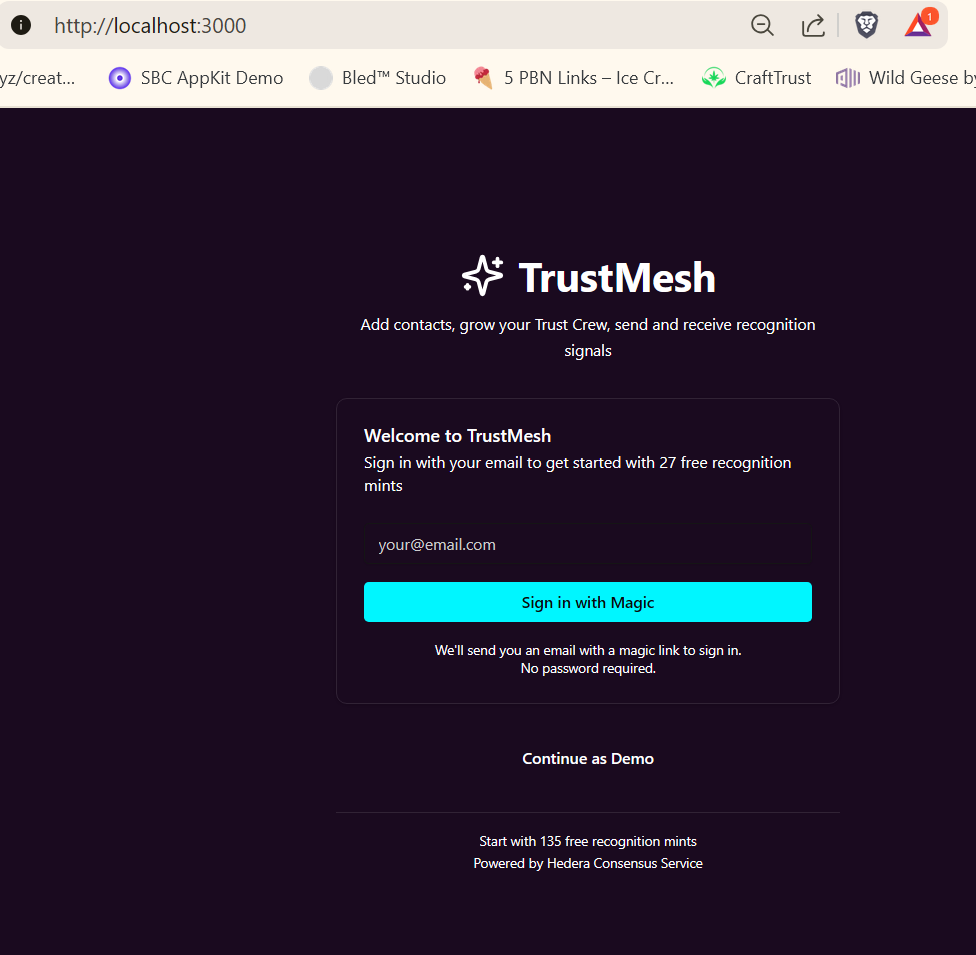 http://localhost:3000
1
yz/creat...
SBC AppKit Demo
Bled™ Studio
5 PBN Links – Ice Cr...
CraftTrust
Wild Geese by
TrustMesh
Add contacts, grow your Trust Crew, send and receive recognition
signals
Welcome to TrustMesh
Sign in with your email to get started with 27 free recognition
mints
your@email.com
Sign in with Magic
We'll send you an email with a magic link to sign in.
No password required.
Continue as Demo
Start with 135 free recognition mints
Powered by Hedera Consensus Service